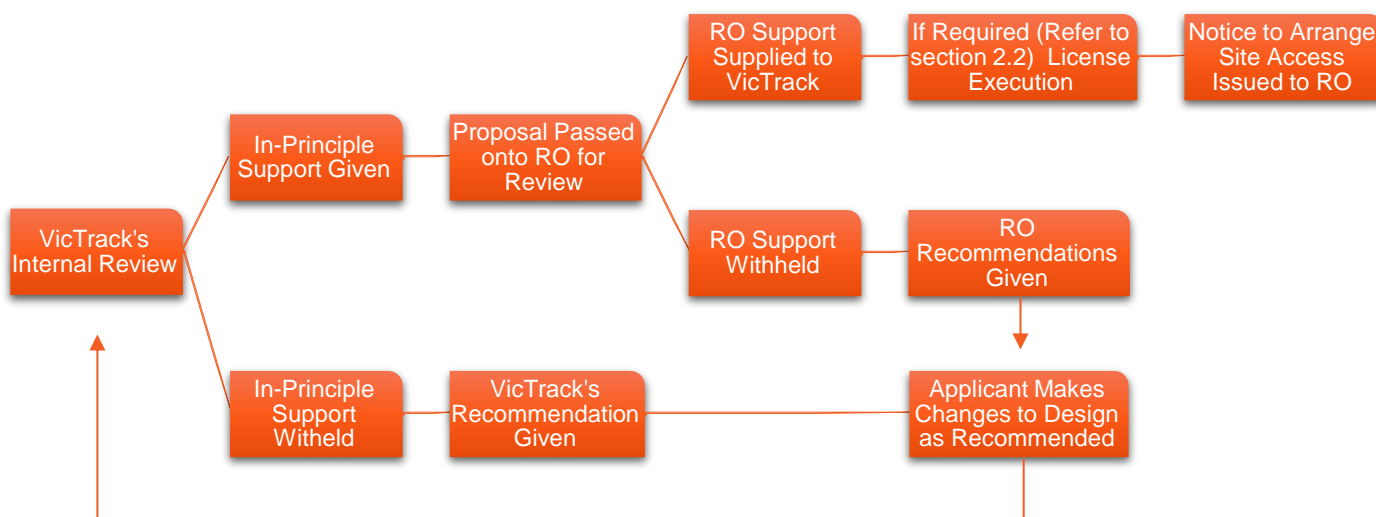 RO Support
Supplied to
VicTrack
If Required (Refer to
section 2.2) License
Execution
Notice to Arrange
Site Access
Issued to RO
In-Principle
Support Given
Proposal Passed
onto RO for
Review
VicTrack's
Internal Review
RO Support
Withheld
RO
Recommendations
Given
In-Principle
Support
Witheld
VicTrack's
Recommendation
Given
Applicant Makes
Changes to Design
as Recommended